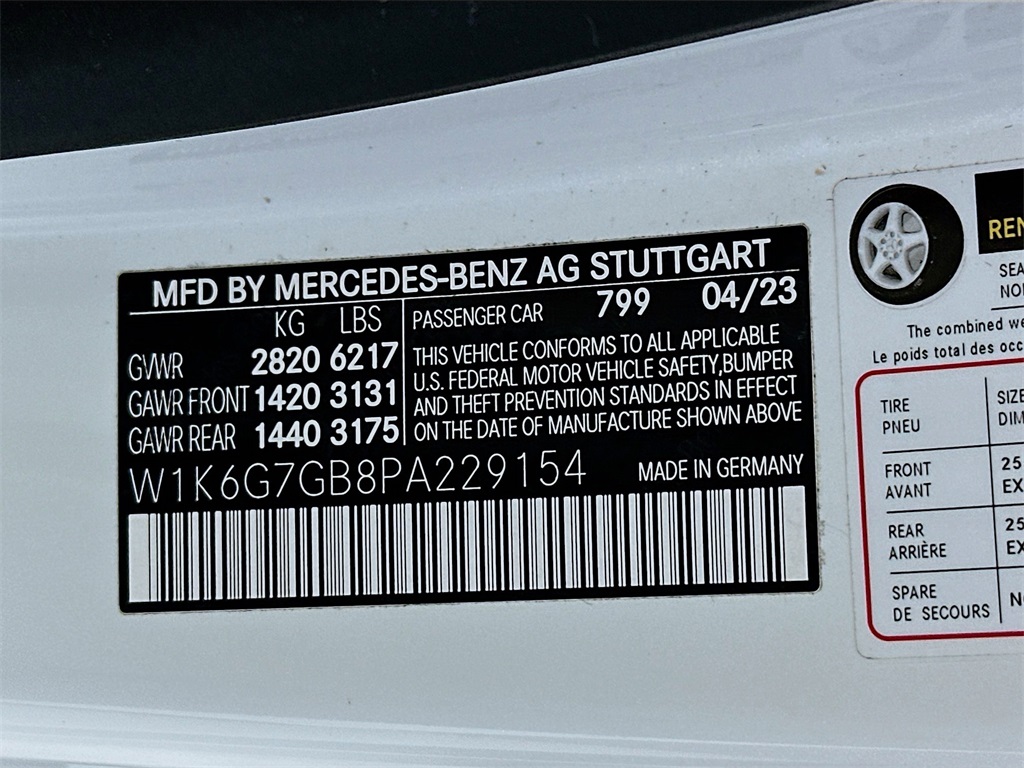 MFD BY MERCEDES-BENZ AG STUTTGART
KG LBS
PASSENGER CAR 799 04/23
GVWR 2820 6217
GAWR FRONT 1420 3131
GAWR REAR 1440 3175
THIS VEHICLE CONFORMS TO ALL APPLICABLE
U.S. FEDERAL MOTOR VEHICLE SAFETY,BUMPER
AND THEFT PREVENTION STANDARDS IN EFFECT
ON THE DATE OF MANUFACTURE SHOWN ABOVE
W1K6G7GB8PA229154
MADE IN GERMANY
The combined
Le poids total des
TIRE
PNEU
FRONT
AVANT
REAR
ARRIÈRE
SPARE
DE SECOURS